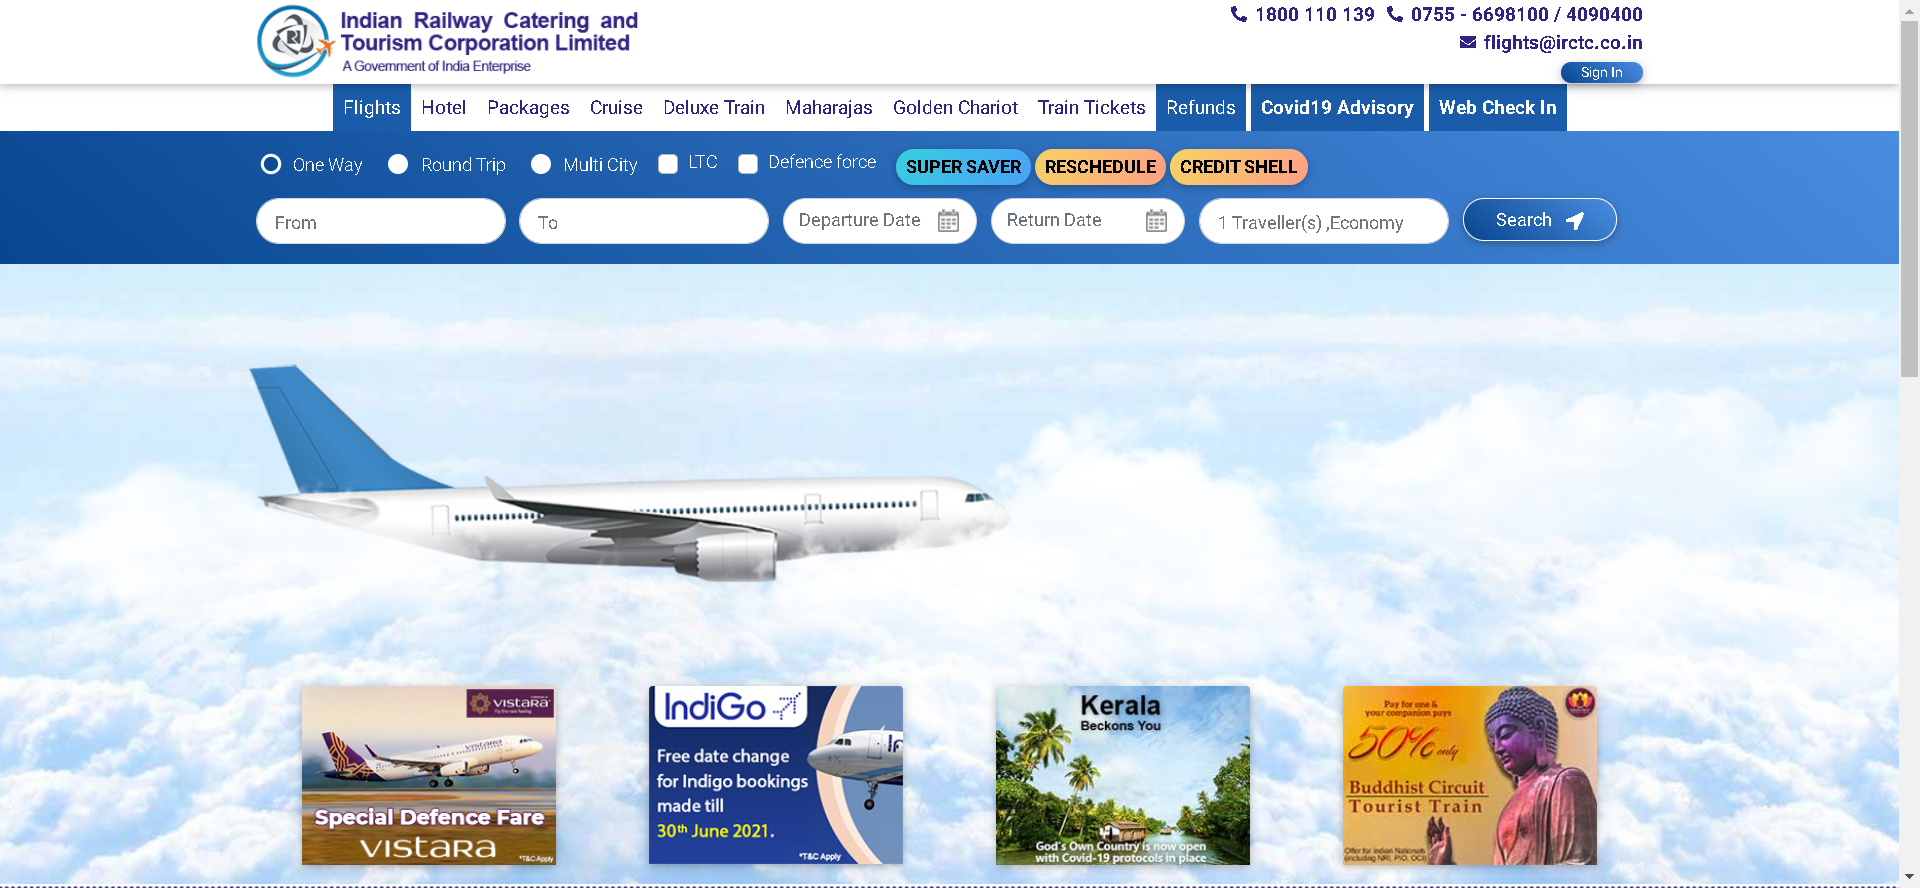 Indian Railway Catering and
Tourism Corporation Limited
A Government of India Enterprise
1800 110 139 0755 - 6698100 / 4090400
flights@irctc.co.in
Sign In
Flights Hotel Packages Cruise Deluxe Train Maharajas Golden Chariot Train Tickets Refunds Covid19 Advisory Web Check In
One Way Round Trip Multi City LTC Defence force SUPER SAVER RESCHEDULE CREDIT SHELL
From To Departure Date Return Date 1 Traveller(s) ,Economy Search
VISTARA
Fly the new feeling
vistara
Special Defence Fare
vistara
*T&C Apply
IndiGo
Free date change
for Indigo bookings
made till
30th June 2021.
*T&C Apply
Kerala
Beckons You
God's Own Country is now open
with Covid-19 protocols in place
Pay for one &
your companion pays
50% only
Buddhist Circuit
Tourist Train
Offer for Indian Nationals
(including NRI, PIO, OCI)